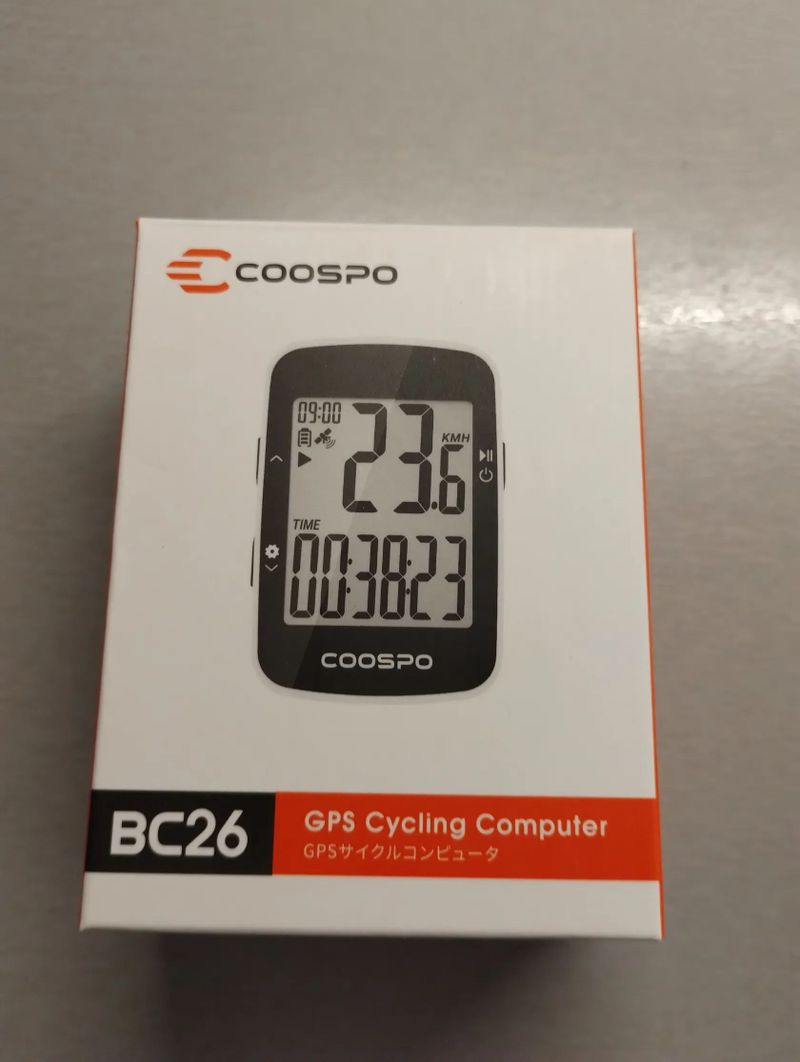 COOSPO
09:00
23.6
KMH
TIME
00:38:23
COOSPO
BC26
GPS Cycling Computer
GPSサイクルコンピュータ